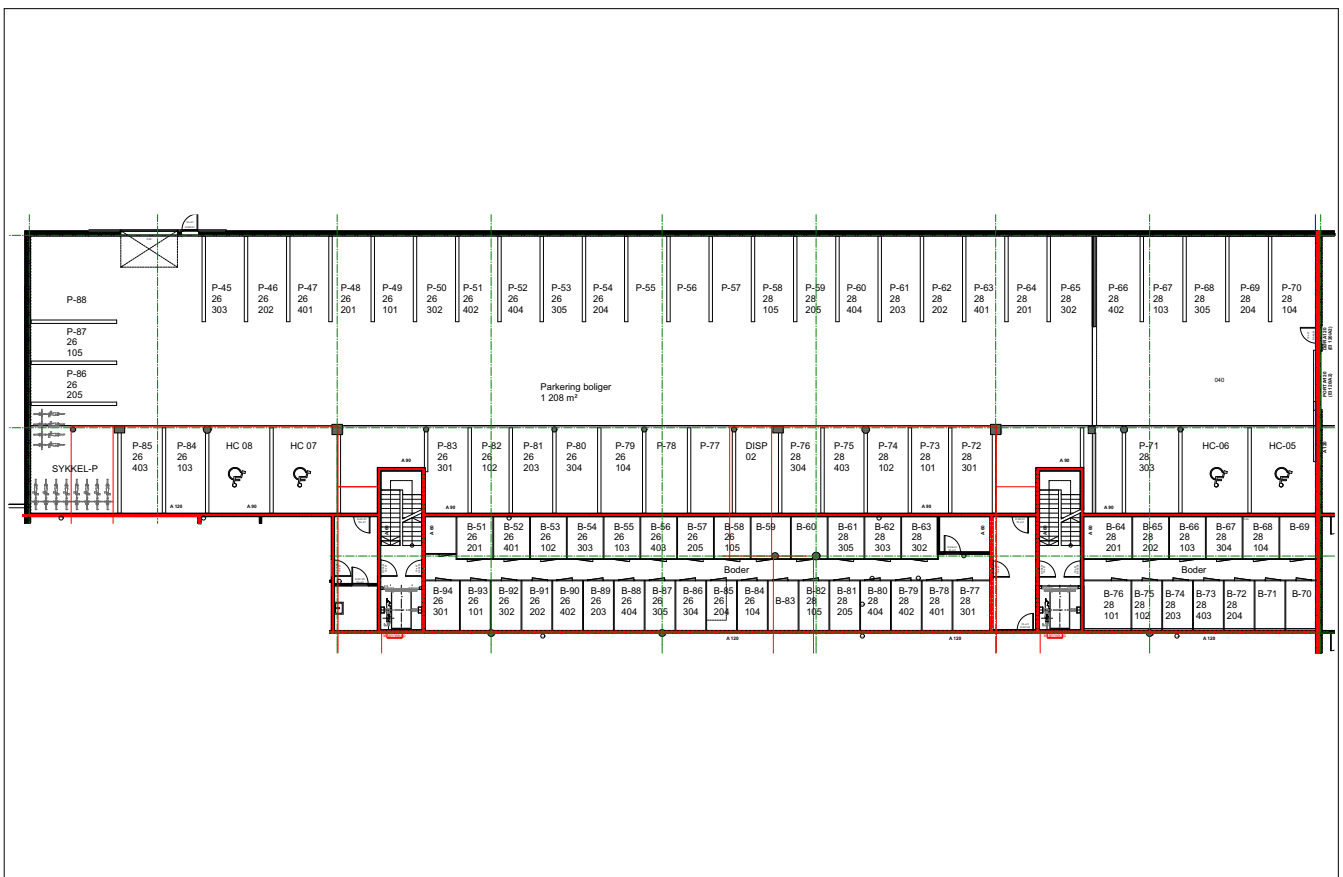 P-88
P-87
26
105
P-86
26
205
P-45
26
303
P-46
26
202
P-47
26
401
P-48
26
201
P-49
26
101
P-50
26
302
P-51
26
402
P-52
26
404
P-53
26
305
P-54
26
204
P-55
P-56
P-57
P-58
28
105
P-59
28
205
P-60
28
404
P-61
28
203
P-62
28
202
P-63
28
401
P-64
28
201
P-65
28
302
P-66
28
402
P-67
28
103
P-68
28
305
P-69
28
204
P-70
28
104
Parkering boliger
1 208 m²
040
SYKKEL-P
P-85
26
403
P-84
26
103
HC 08
HC 07
P-83
26
301
P-82
26
102
P-81
26
203
P-80
26
304
P-79
26
104
P-78
P-77
DISP
02
P-76
28
304
P-75
28
403
P-74
28
102
P-73
28
101
P-72
28
301
P-71
28
303
HC-06
HC-05
A 120
A 90
A 90
A 90
A 90
A 90
A 90
B-51
26
201
B-52
26
401
B-53
26
102
B-54
26
303
B-55
26
103
B-56
26
403
B-57
26
205
B-58
26
105
B-59
B-60
B-61
28
305
B-62
28
303
B-63
28
302
B-64
28
201
B-65
28
202
B-66
28
103
B-67
28
304
B-68
28
104
B-69
Boder
Boder
B-94
26
301
B-93
26
101
B-92
26
302
B-91
26
202
B-90
26
402
B-89
26
203
B-88
26
404
B-87
26
305
B-86
26
304
B-85
26
204
B-84
26
104
B-83
B-82
28
105
B-81
28
205
B-80
28
404
B-79
28
402
B-78
28
401
B-77
28
301
B-76
28
101
B-75
28
102
B-74
28
203
B-73
28
403
B-72
28
204
B-71
B-70
A 120
A 120
A 120